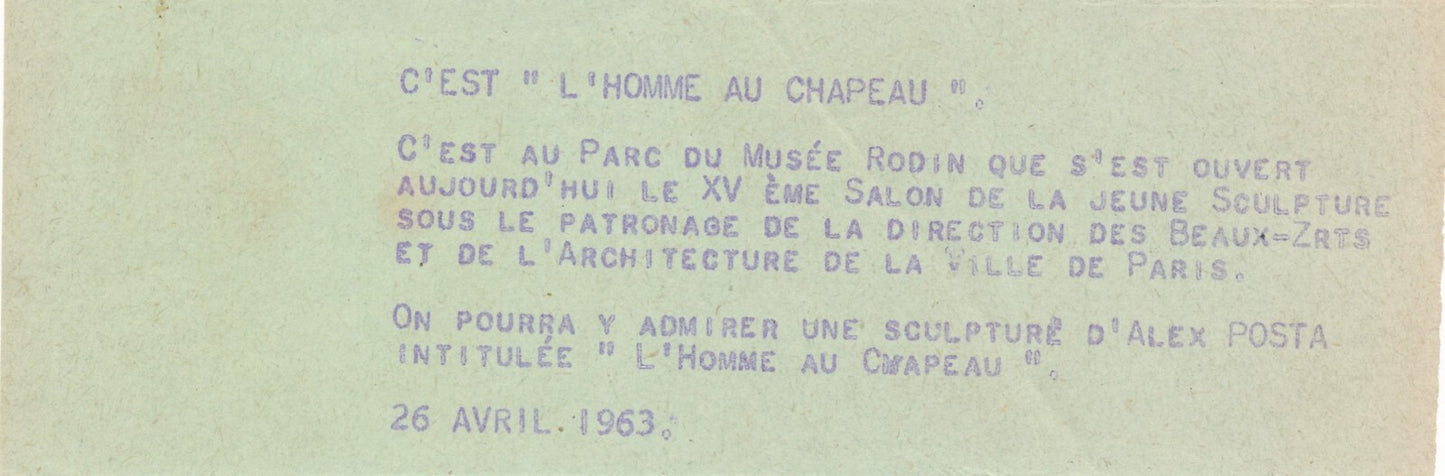 C'EST " L'HOMME AU CHAPEAU ".
C'EST AU PARC DU MUSÉE RODIN QUE S'EST OUVERT
AUJOURD'HUI LE XV ÈME SALON DE LA JEUNE SCULPTURE
SOUS LE PATRONAGE DE LA DIRECTION DES BEAUX-ZRTS
ET DE L'ARCHITECTURE DE LA VILLE DE PARIS.
ON POURRA Y ADMIRER UNE SCULPTURE D'ALEX POSTA
INTITULÉE " L'HOMME AU CHAPEAU ".
26 AVRIL 1963.